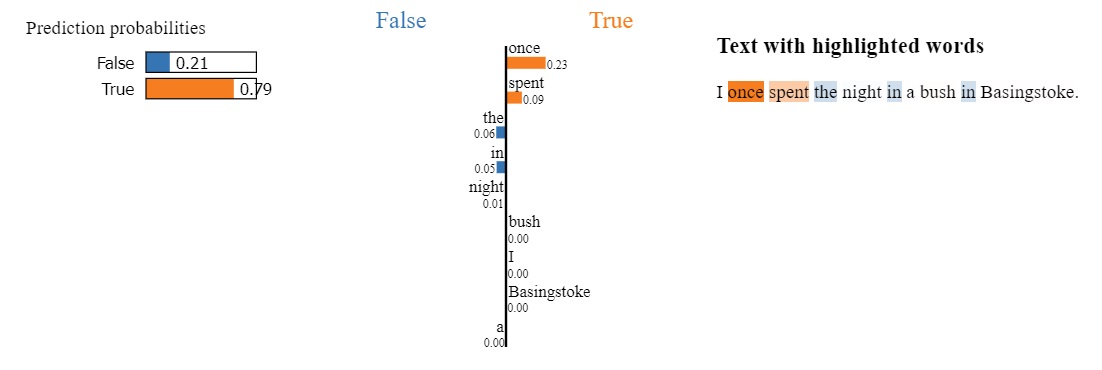 Prediction probabilities
False 0.21
True 0.79
False True
once
0.23
spent
0.09
the
0.06
in
0.05
night
0.01
bush
0.00
I
0.00
Basingstoke
0.00
a
0.00
Text with highlighted words
I once spent the night in a bush in Basingstoke.